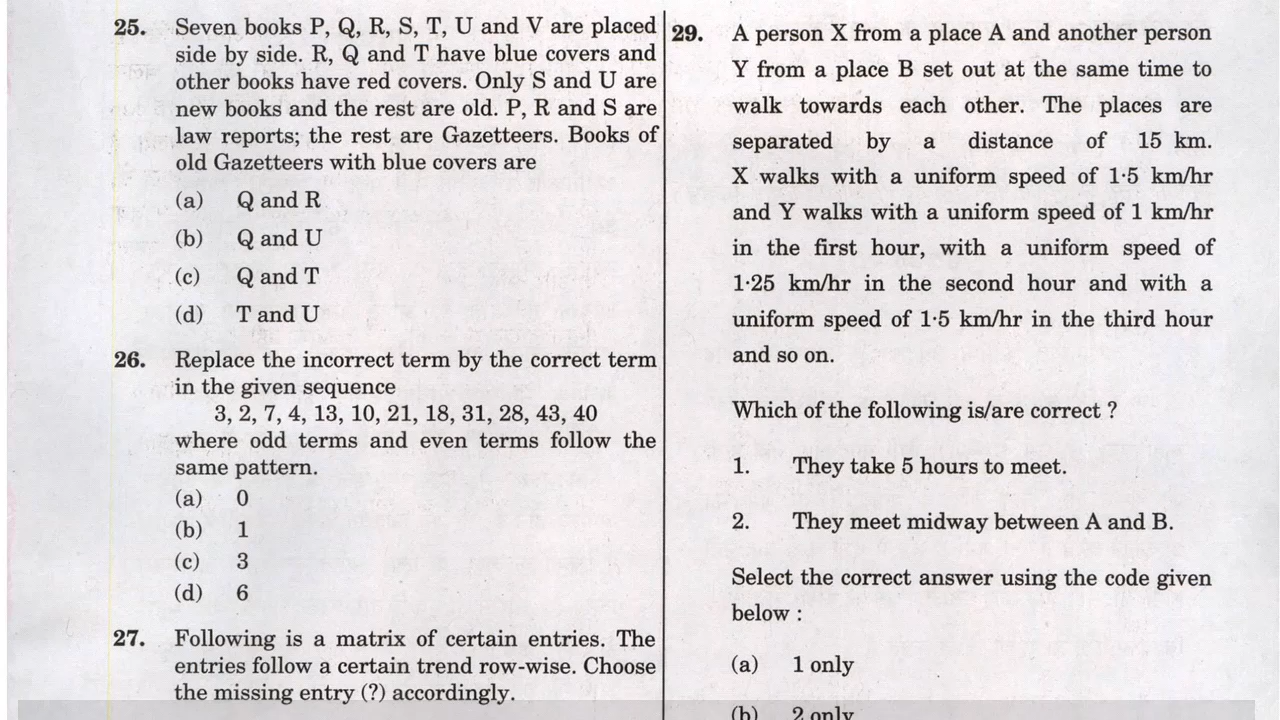 25. Seven books P, Q, R, S, T, U and V are placed
side by side. R, Q and T have blue covers and
other books have red covers. Only S and U are
new books and the rest are old. P, R and S are
law reports; the rest are Gazetteers. Books of
old Gazetteers with blue covers are
(a) Q and R
(b) Q and U
(c) Q and T
(d) T and U
26. Replace the incorrect term by the correct term
in the given sequence
3, 2, 7, 4, 13, 10, 21, 18, 31, 28, 43, 40
where odd terms and even terms follow the
same pattern.
(a) 0
(b) 1
(c) 3
(d) 6
27. Following is a matrix of certain entries. The
entries follow a certain trend row-wise. Choose
the missing entry (?) accordingly.
29. A person X from a place A and another person
Y from a place B set out at the same time to
walk towards each other. The places are
separated by a distance of 15 km.
X walks with a uniform speed of 1·5 km/hr
and Y walks with a uniform speed of 1 km/hr
in the first hour, with a uniform speed of
1·25 km/hr in the second hour and with a
uniform speed of 1·5 km/hr in the third hour
and so on.
Which of the following is/are correct ?
1. They take 5 hours to meet.
2. They meet midway between A and B.
Select the correct answer using the code given
below :
(a) 1 only
(b) 2 only